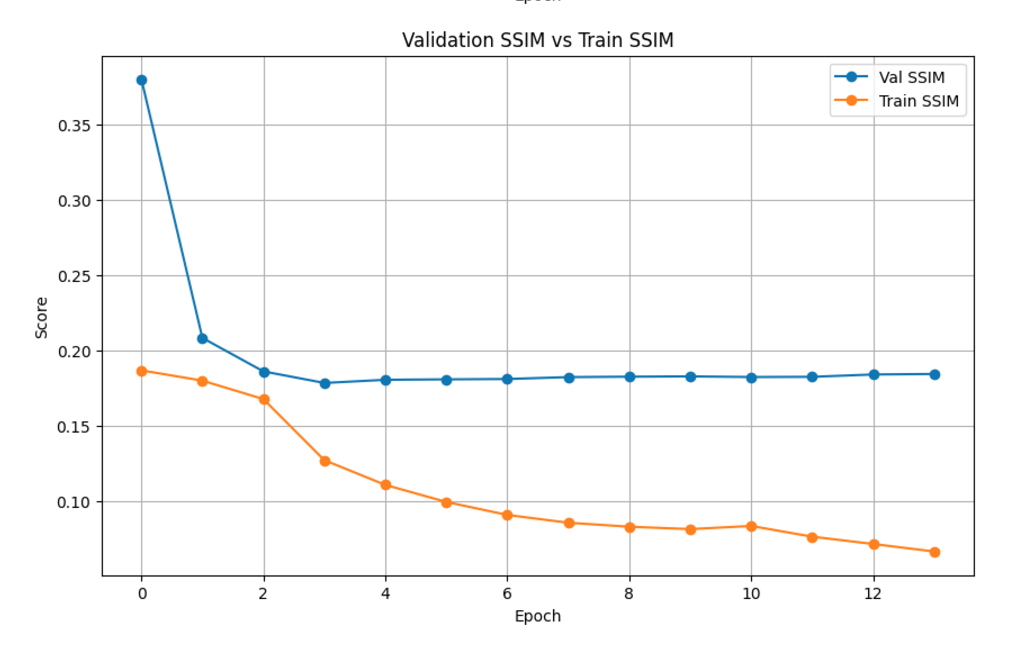 Epoch
Validation SSIM vs Train SSIM
Val SSIM
Train SSIM
0.35
0.30
0.25
0.20
0.15
0.10
Score
0 2 4 6 8 10 12
Epoch